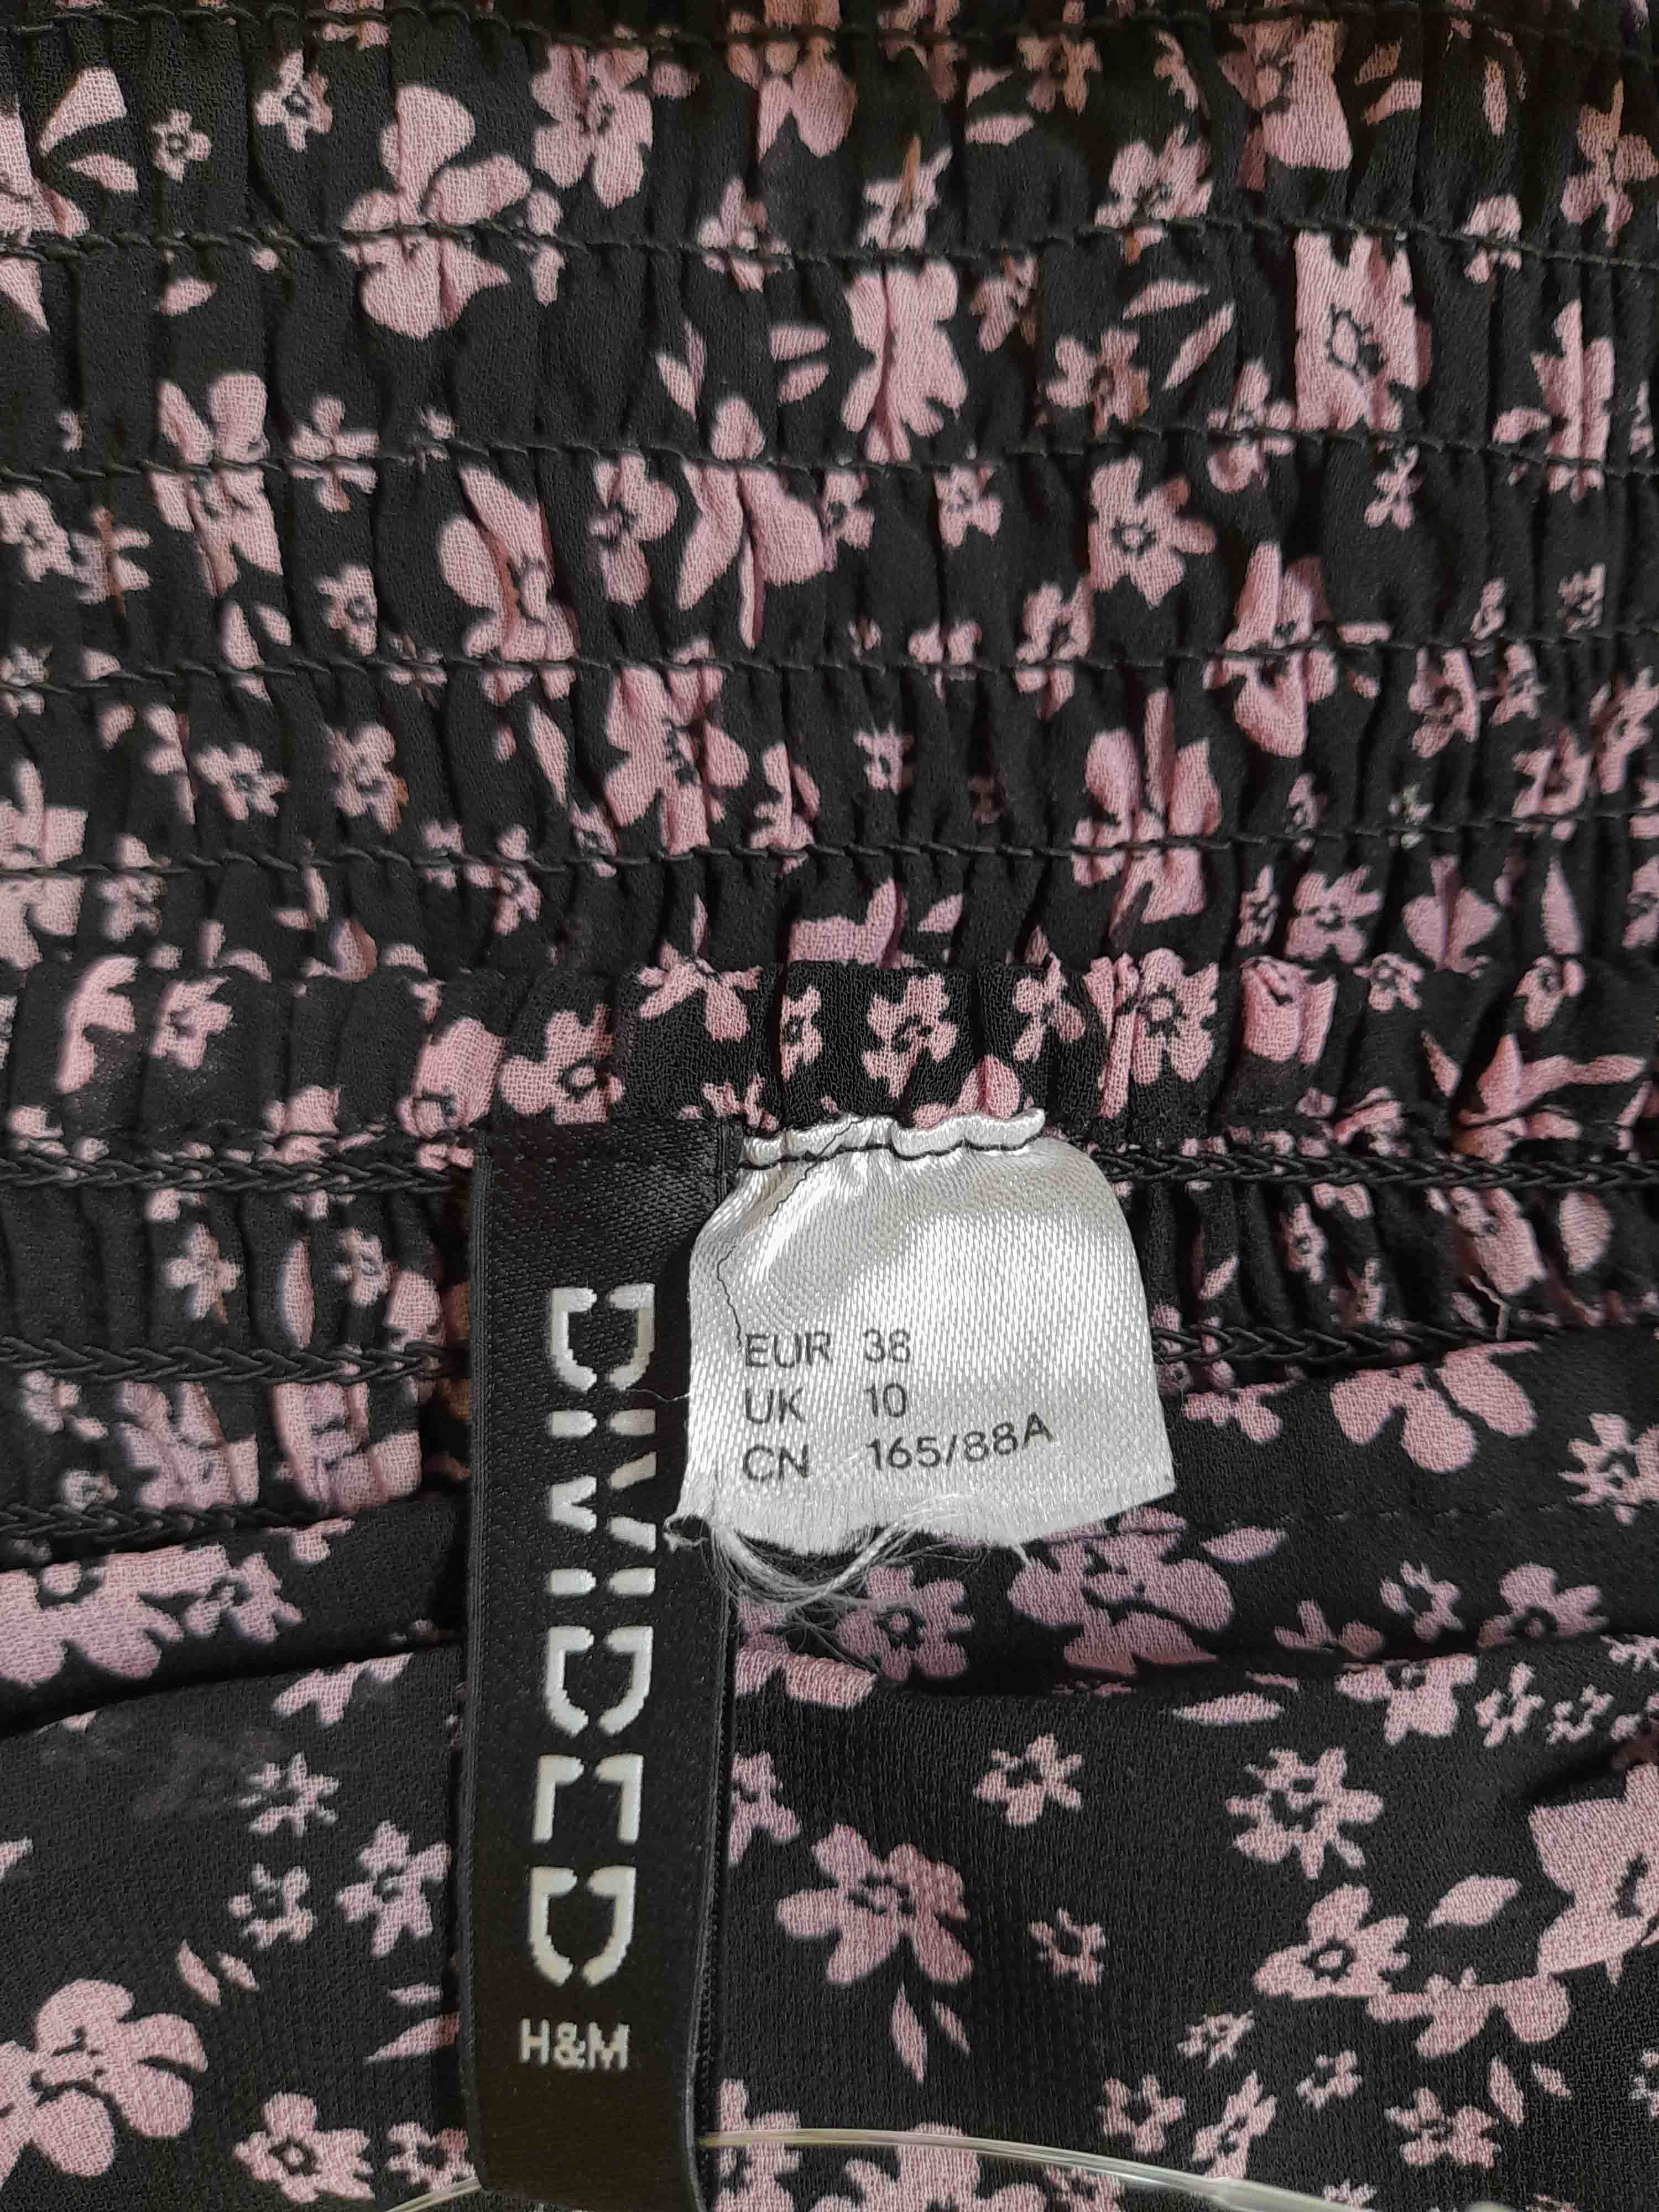 DIVIDED
H&M
EUR 38
UK 10
CN 165/88A